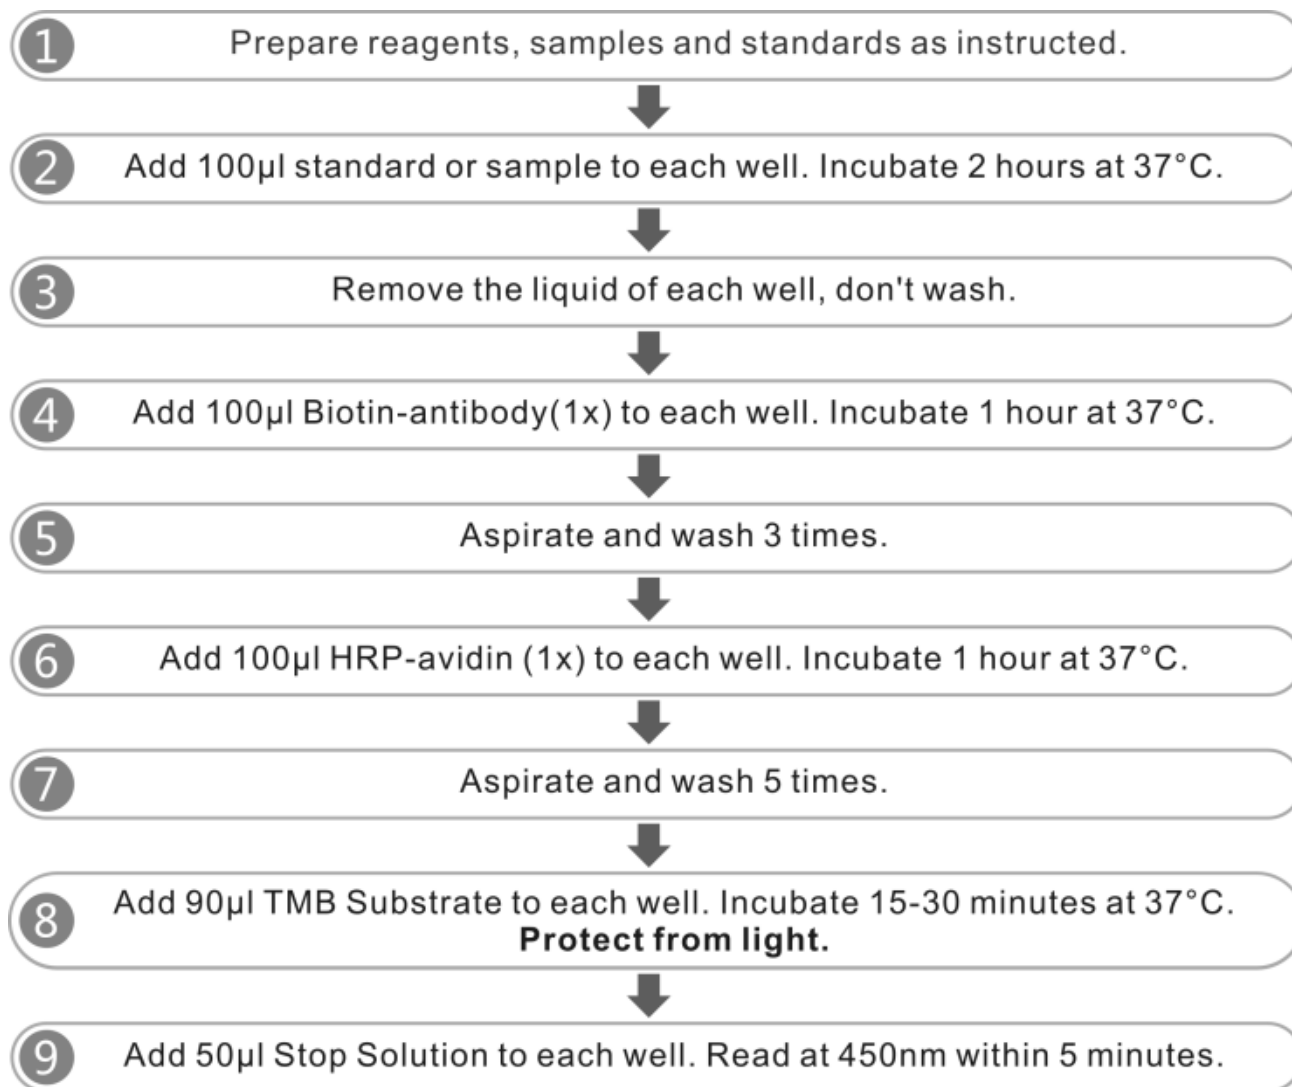 1 Prepare reagents, samples and standards as instructed.
2 Add 100µl standard or sample to each well. Incubate 2 hours at 37°C.
3 Remove the liquid of each well, don't wash.
4 Add 100µl Biotin-antibody(1x) to each well. Incubate 1 hour at 37°C.
5 Aspirate and wash 3 times.
6 Add 100µl HRP-avidin (1x) to each well. Incubate 1 hour at 37°C.
7 Aspirate and wash 5 times.
8 Add 90µl TMB Substrate to each well. Incubate 15-30 minutes at 37°C.
Protect from light.
9 Add 50µl Stop Solution to each well. Read at 450nm within 5 minutes.